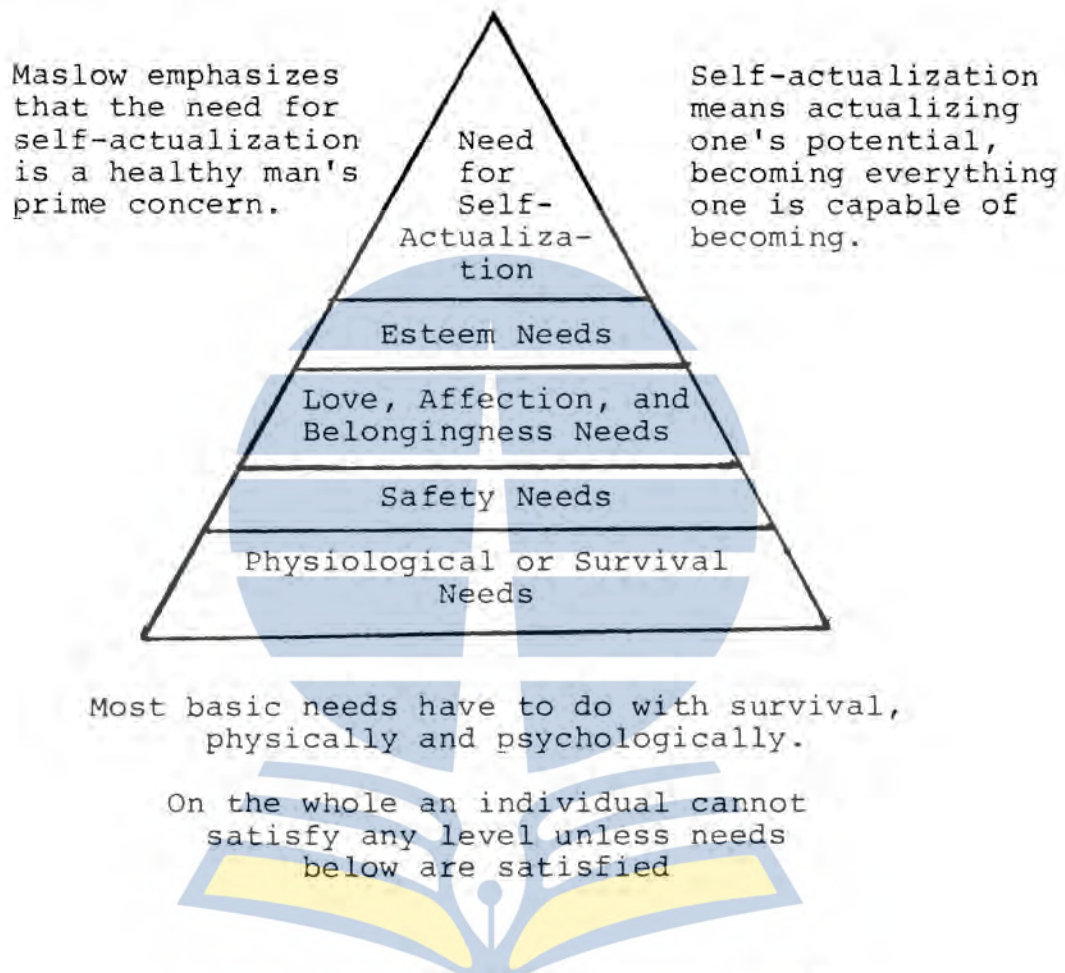 Maslow emphasizes
that the need for
self-actualization
is a healthy man's
prime concern.
Self-actualization
means actualizing
one's potential,
becoming everything
one is capable of
becoming.
Need
for
Self-
Actualiza-
tion
Esteem Needs
Love, Affection, and
Belongingness Needs
Safety Needs
Physiological or Survival
Needs
Most basic needs have to do with survival,
physically and psychologically.
On the whole an individual cannot
satisfy any level unless needs
below are satisfied